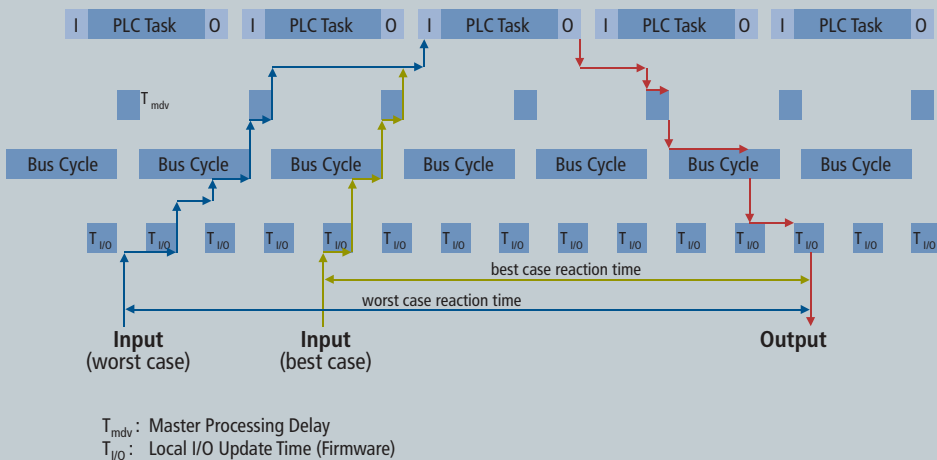 I PLC Task O I PLC Task O I PLC Task O I PLC Task O I PLC Task O
T mdv
Bus Cycle Bus Cycle Bus Cycle Bus Cycle Bus Cycle Bus Cycle Bus Cycle
T I/O T I/O T I/O T I/O T I/O T I/O T I/O T I/O T I/O T I/O T I/O T I/O T I/O T I/O T I/O
best case reaction time
worst case reaction time
Input Input Output
(worst case) (best case)
T mdv : Master Processing Delay
T I/O : Local I/O Update Time (Firmware)